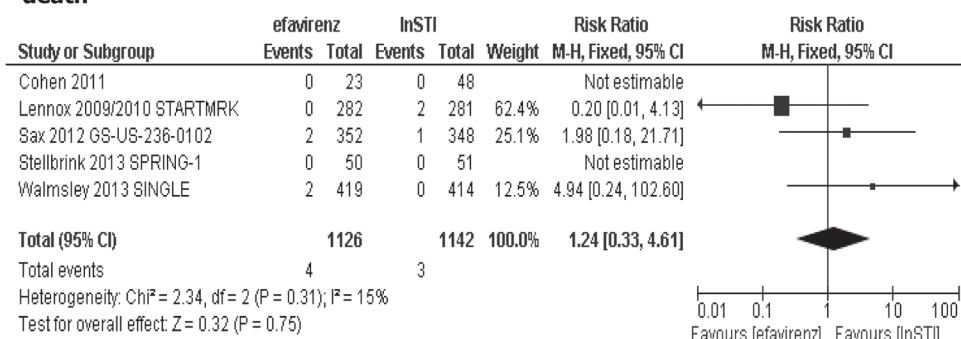 death
efavirenz InSTI Risk Ratio Risk Ratio
Study or Subgroup Events Total Events Total Weight M-H, Fixed, 95% CI M-H, Fixed, 95% CI
Cohen 2011 0 23 0 48 Not estimable
Lennox 2009/2010 STARTMRK 0 282 2 281 62.4% 0.20 [0.01, 4.13]
Sax 2012 GS-US-236-0102 2 352 1 348 25.1% 1.98 [0.18, 21.71]
Stellbrink 2013 SPRING-1 0 50 0 51 Not estimable
Walmsley 2013 SINGLE 2 419 0 414 12.5% 4.94 [0.24, 102.60]
Total (95% CI) 1126 1142 100.0% 1.24 [0.33, 4.61]
Total events 4 3
Heterogeneity: Chi² = 2.34, df = 2 (P = 0.31); I² = 15%
Test for overall effect: Z = 0.32 (P = 0.75)
0.01 0.1 1 10 100
Favours [efavirenz] Favours [InSTI]